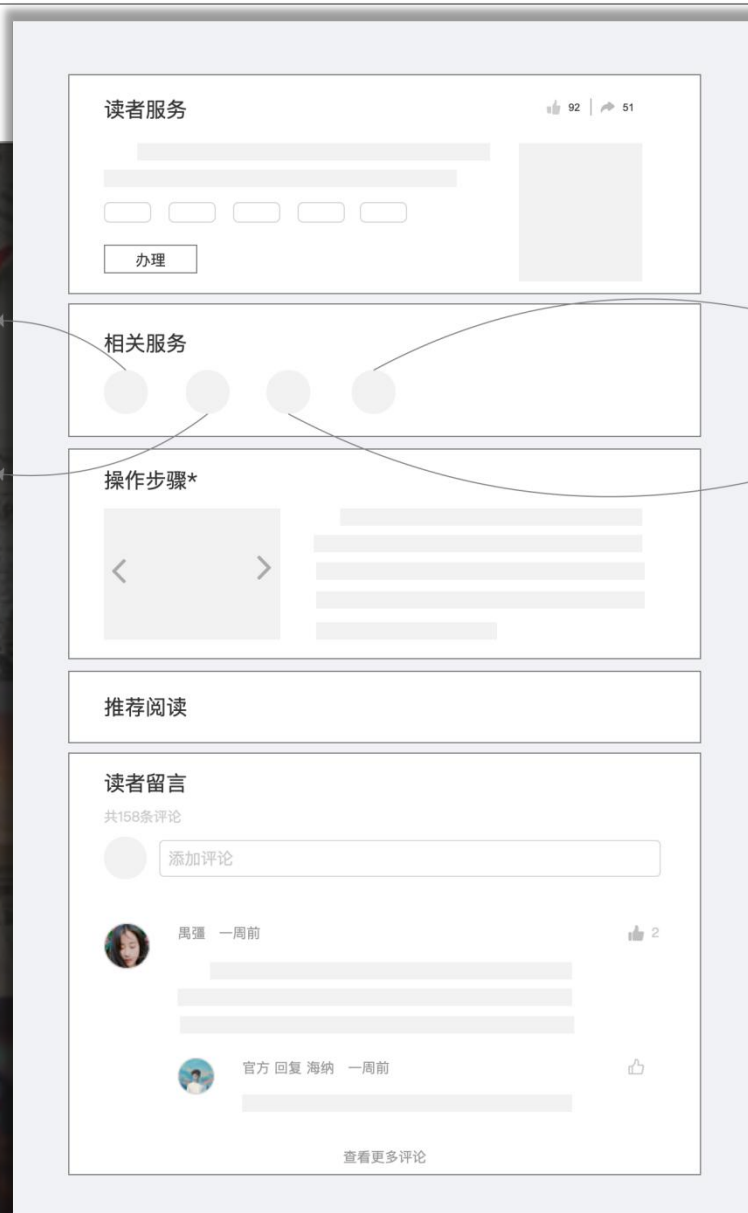 读者服务
92 51
办理
相关服务
操作步骤*
推荐阅读
读者留言
共158条评论
添加评论
禺彊 一周前 2
官方 回复 海纳 一周前
查看更多评论